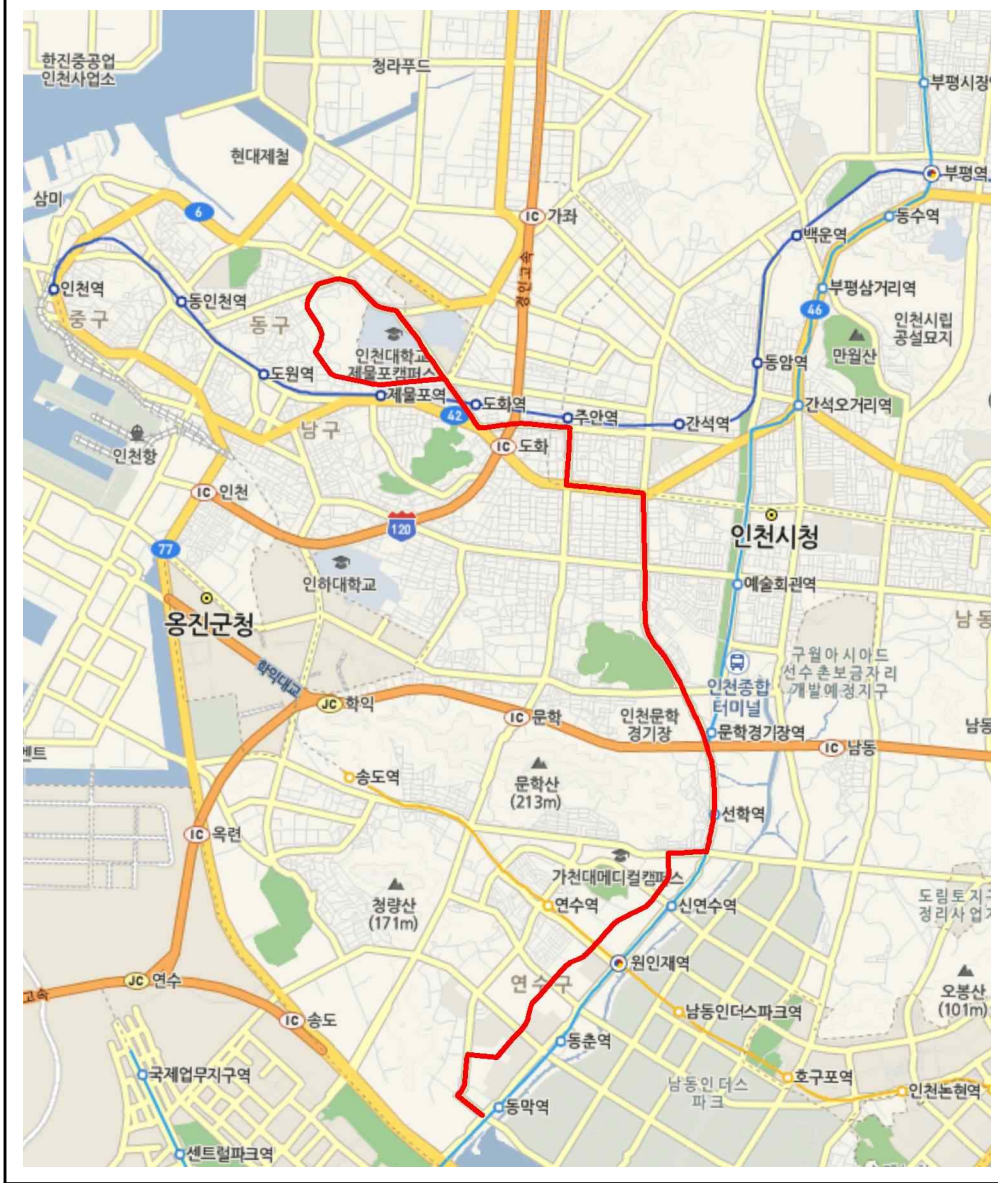 한진중공업
인천사업소
청라푸드
부평시장
현대제철
부평역
삼미
6
IC 가좌
동수역
백운역
경인고속
인천역
동인천역
부평삼거리역
중구
동구
46
인천시립
공설묘지
인천대학교
제물포캠퍼스
만월산
동암역
도원역
제물포역
도화역
간석오거리역
42
주안역
간석역
남구
인천항
IC 도화
IC 인천
120
인천시청
77
인하대학교
예술회관역
옹진군청
남동
구월아시아드
선수촌보금자리
개발예정지구
학익대교
인천종합
터미널
JC 학익
IC 문학
인천문학
경기장
문학경기장역
남동
IC 남동
멘트
송도역
문학산
(213m)
선학역
IC 옥련
가천대메디컬캠퍼스
청량산
(171m)
연수역
신연수역
도림토지구
정리사업지
원인재역
JC 연수
연수구
오봉산
(101m)
고속
남동인더스파크역
IC 송도
동춘역
국제업무지구역
남동인더스
파크
호구포역
인천논현역
동막역
센트럴파크역